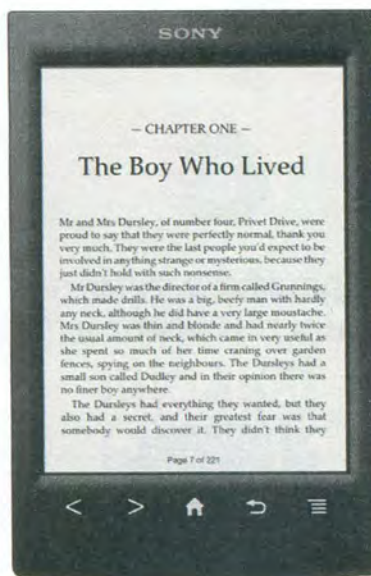 SONY
– CHAPTER ONE –
The Boy Who Lived
Mr and Mrs Dursley, of number four, Privet Drive, were
proud to say that they were perfectly normal, thank you
very much. They were the last people you'd expect to be
involved in anything strange or mysterious, because they
just didn't hold with such nonsense.
Mr Dursley was the director of a firm called Grunnings,
which made drills. He was a big, beefy man with hardly
any neck, although he did have a very large moustache.
Mrs Dursley was thin and blonde and had nearly twice
the usual amount of neck, which came in very useful as
she spent so much of her time craning over garden
fences, spying on the neighbours. The Dursleys had a
small son called Dudley and in their opinion there was
no finer boy anywhere.
The Dursleys had everything they wanted, but they
also had a secret, and their greatest fear was that
somebody would discover it. They didn't think they
Page 7 of 221